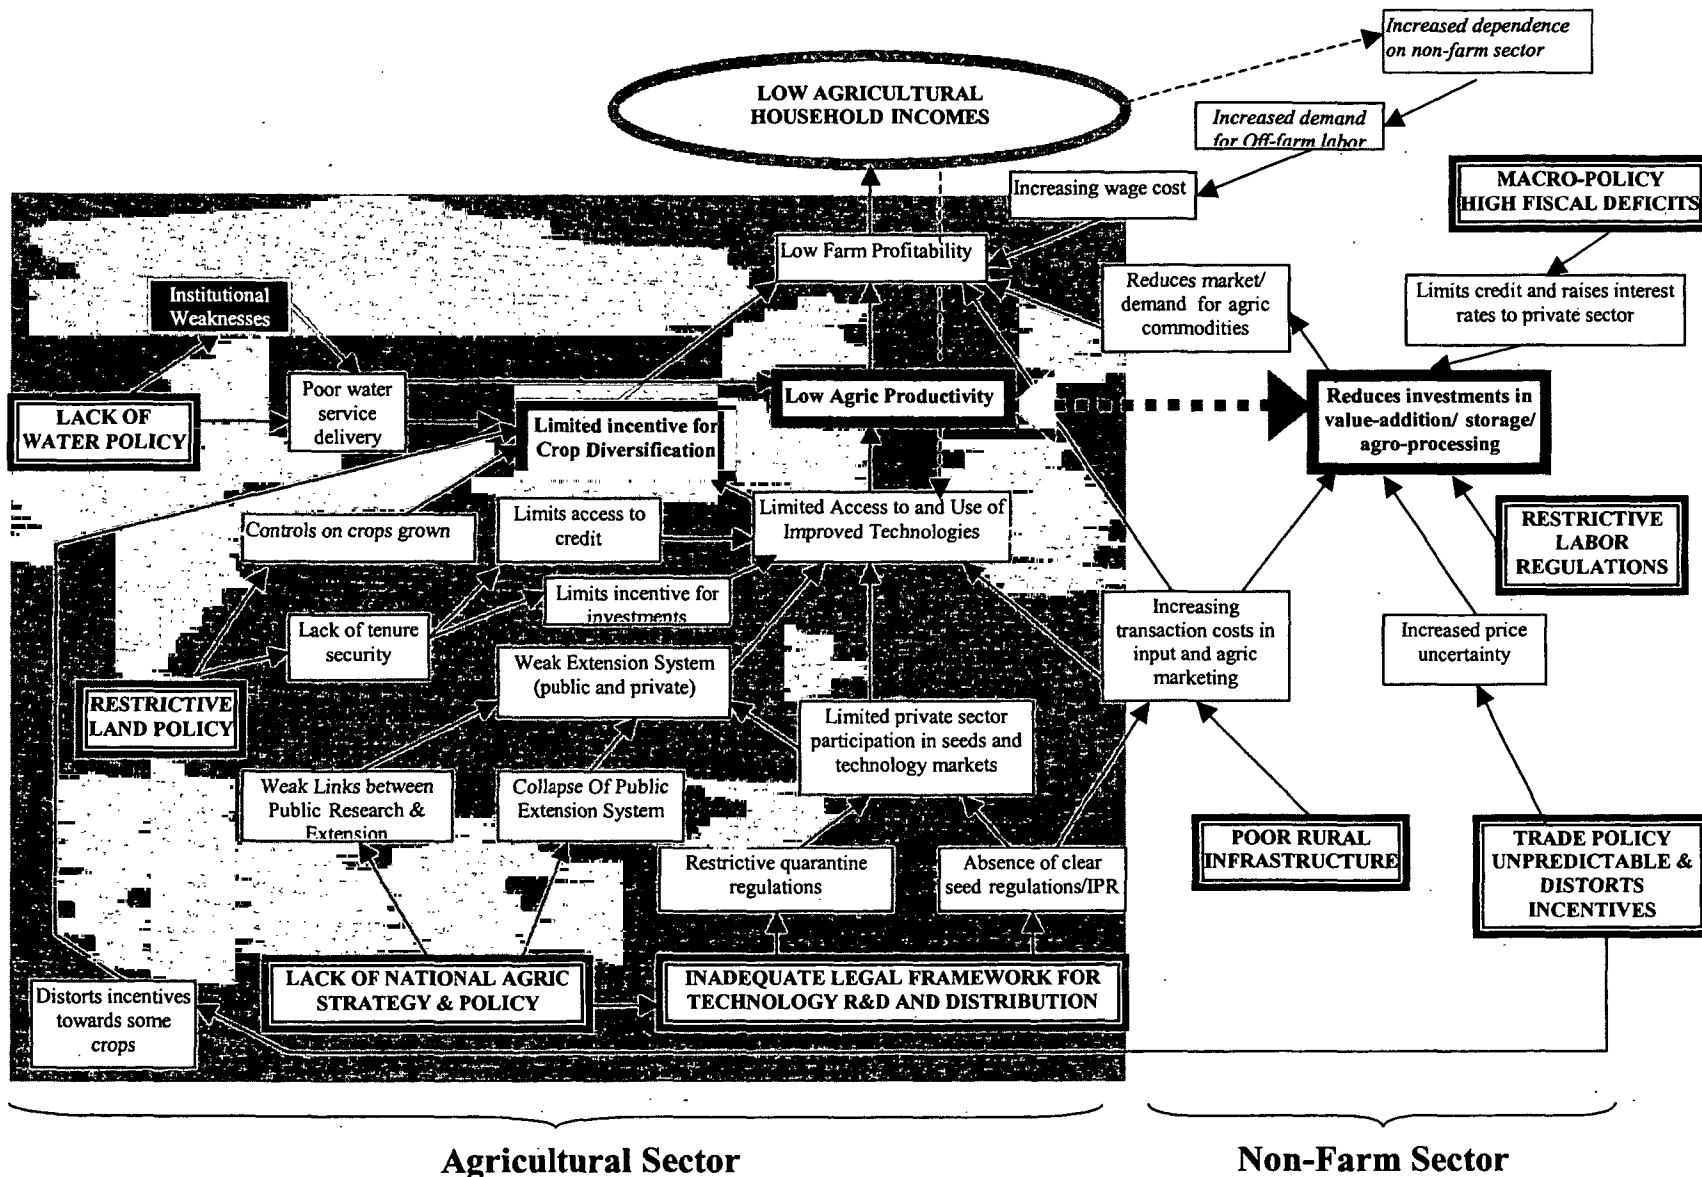 Increased dependence
on non-farm sector
LOW AGRICULTURAL
HOUSEHOLD INCOMES
Increased demand
for Off-farm labor
Increasing wage cost
MACRO-POLICY
HIGH FISCAL DEFICITS
Low Farm Profitability
Reduces market/
demand for agric
commodities
Limits credit and raises interest
rates to private sector
Institutional
Weaknesses
Poor water
service
delivery
LACK OF
WATER POLICY
Limited incentive for
Crop Diversification
Low Agric Productivity
Reduces investments in
value-addition/ storage/
agro-processing
Controls on crops grown
Limits access to
credit
Limited Access to and Use of
Improved Technologies
RESTRICTIVE
LABOR
REGULATIONS
Limits incentive for
investments
Lack of tenure
security
Increasing
transaction costs in
input and agric
marketing
Increased price
uncertainty
Weak Extension System
(public and private)
RESTRICTIVE
LAND POLICY
Limited private sector
participation in seeds and
technology markets
Weak Links between
Public Research &
Extension
Collapse Of Public
Extension System
Restrictive quarantine
regulations
Absence of clear
seed regulations/IPR
POOR RURAL
INFRASTRUCTURE
TRADE POLICY
UNPREDICTABLE &
DISTORTS
INCENTIVES
LACK OF NATIONAL AGRIC
STRATEGY & POLICY
INADEQUATE LEGAL FRAMEWORK FOR
TECHNOLOGY R&D AND DISTRIBUTION
Distorts incentives
towards some
crops
Agricultural Sector
Non-Farm Sector